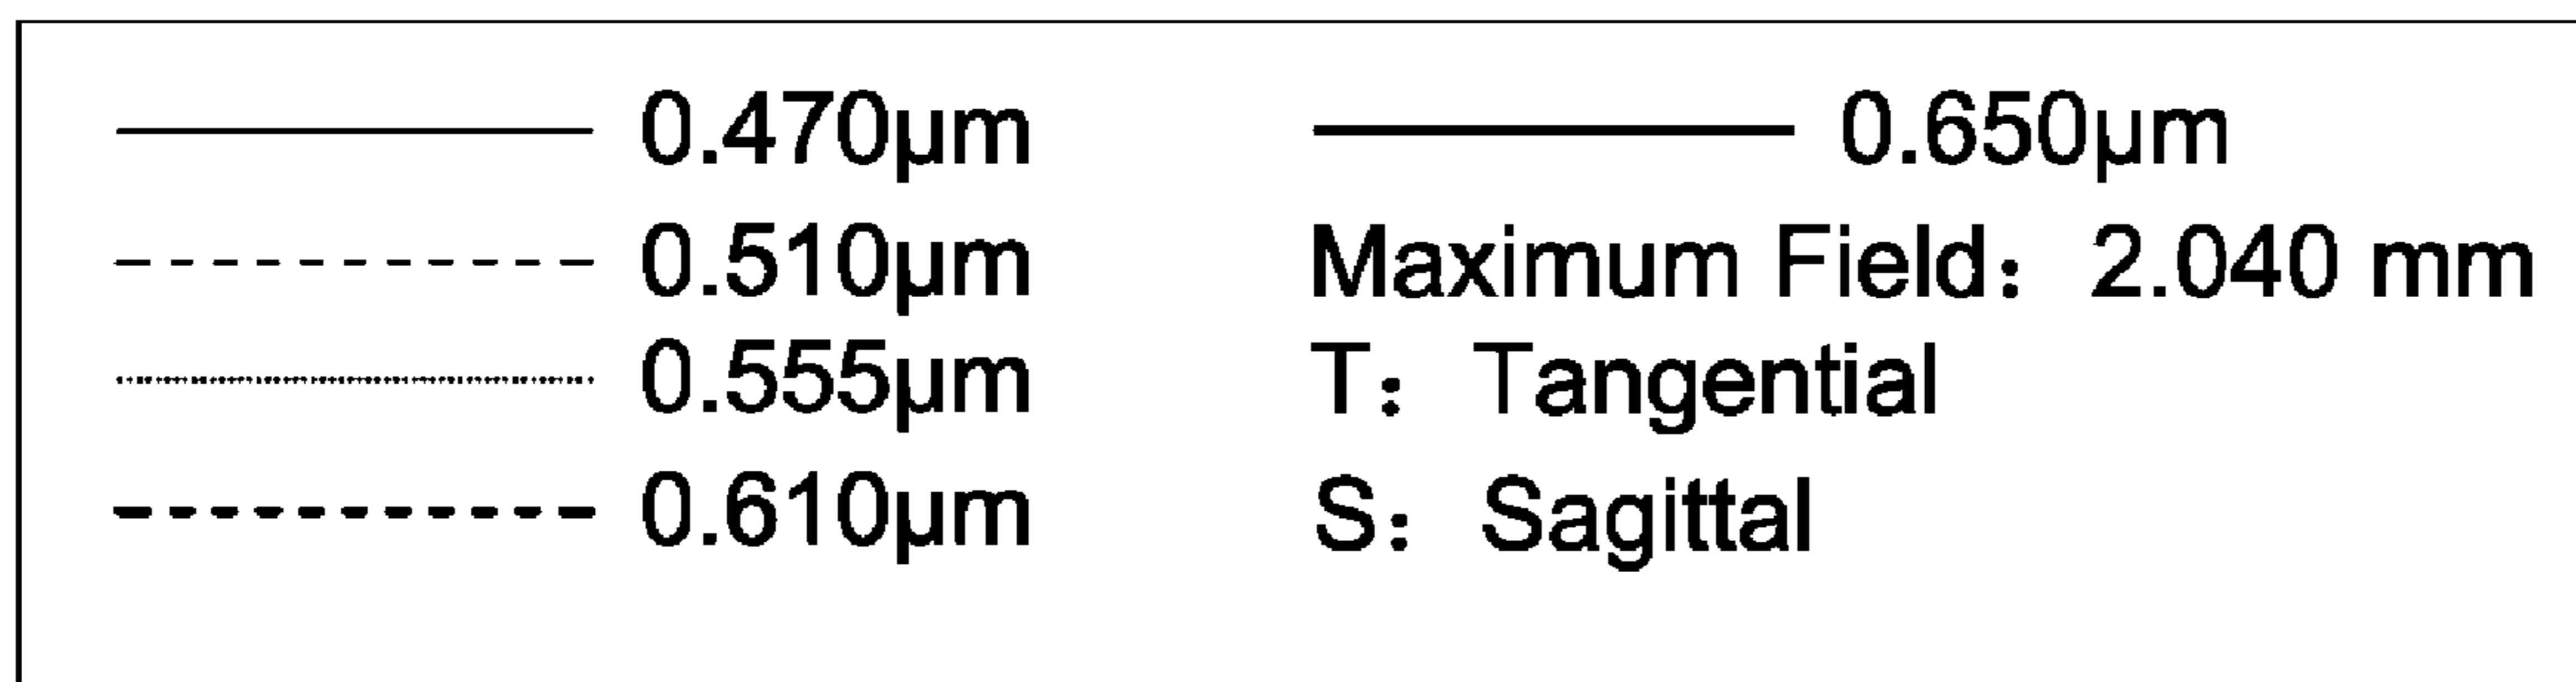 0.470µm
0.510µm
0.555µm
0.610µm
0.650µm
Maximum Field：2.040 mm
T：Tangential
S：Sagittal